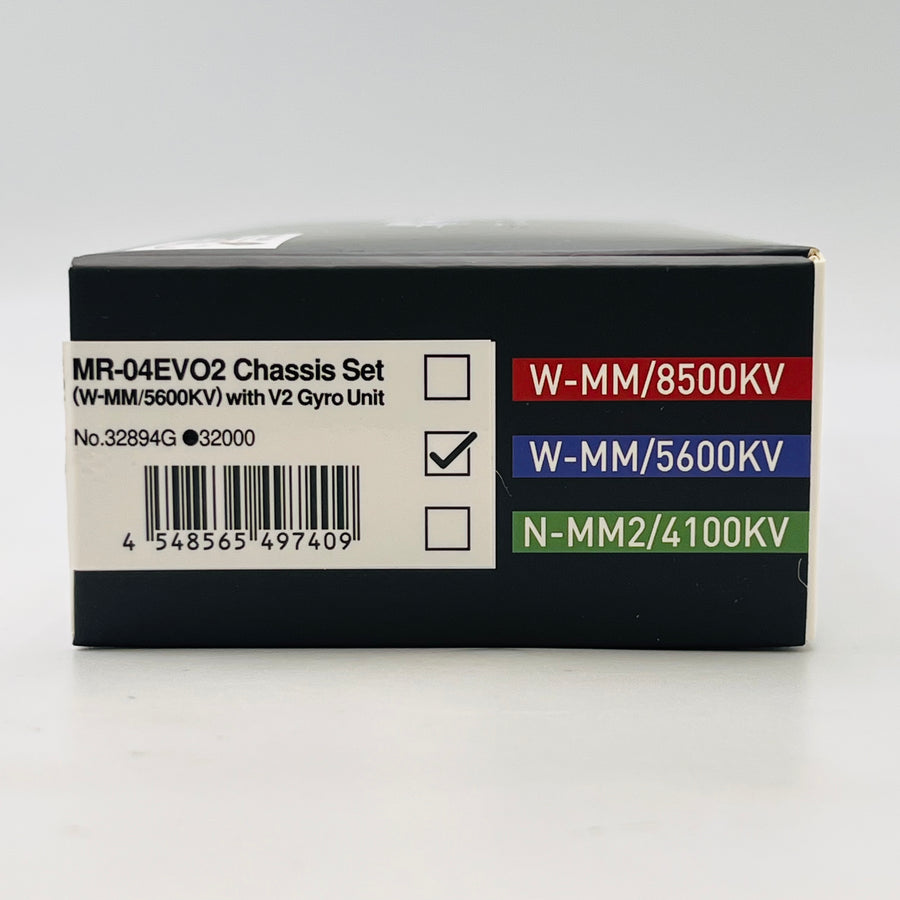 MR-04EVO2 Chassis Set
(W-MM/5600KV) with V2 Gyro Unit
No.32894G ●32000
4 548565 497409
W-MM/8500KV
W-MM/5600KV
N-MM2/4100KV